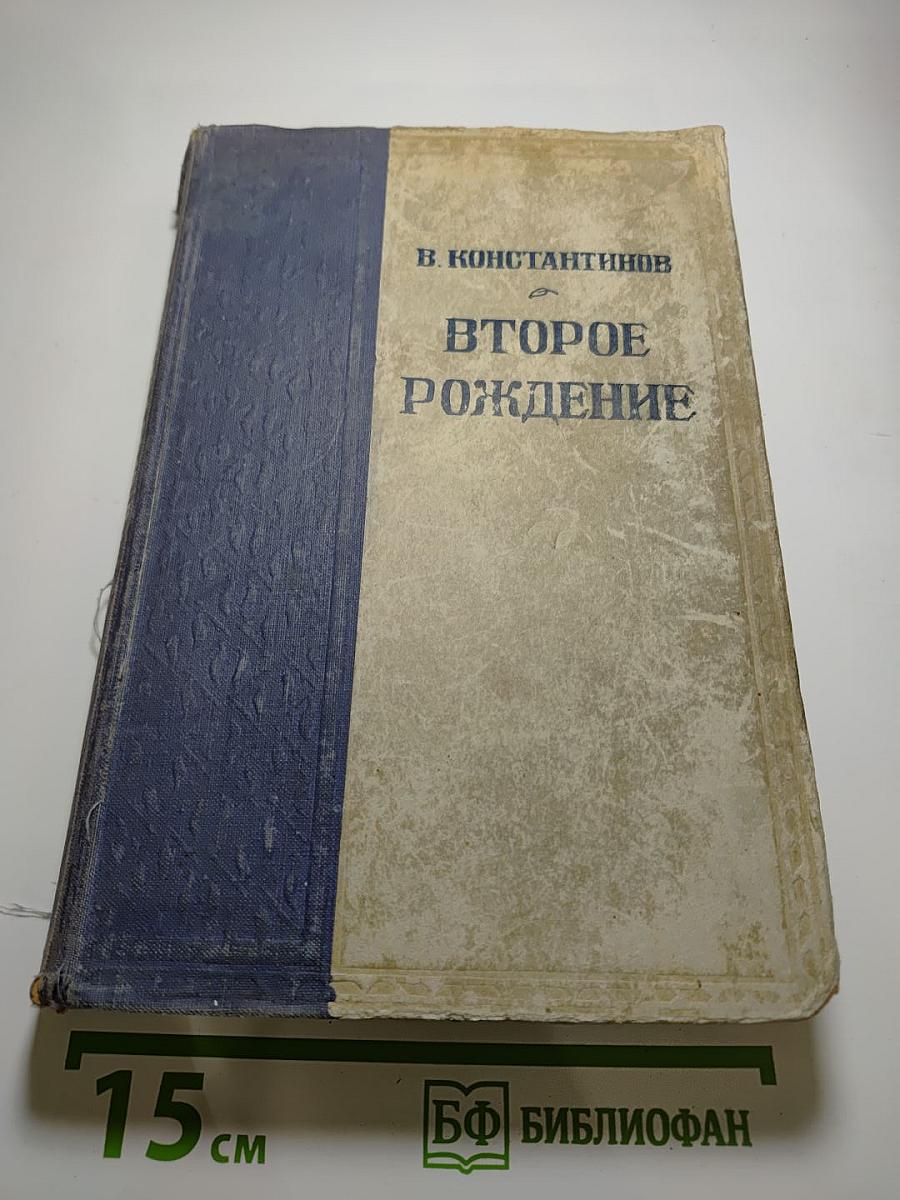 В. КОНСТАНТИНОВ
ВТОРОЕ
РОЖДЕНИЕ
15 см
БФ БИБЛИОФАН